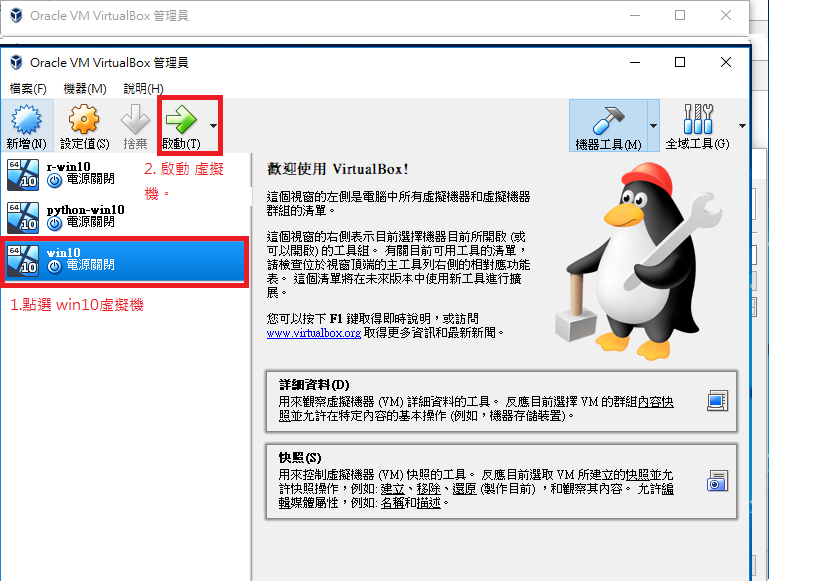 Oracle VM VirtualBox 管理員
Oracle VM VirtualBox 管理員
檔案(F) 機器(M) 說明(H)
新增(N) 設定值(S) 捨棄 啟動(T) 機器工具(M) 全域工具(G)
64
10
r-win10
電源關閉
2. 啟動 虛擬
機。
64
10
python-win10
電源關閉
64
10
win10
電源關閉
1.點選 win10虛擬機
歡迎使用 VirtualBox!
這個視窗的左側是電腦中所有虛擬機器和虛擬機器
群組的清單。
這個視窗的右側表示目前選擇機器目前所開啟 (或
可以開啟) 的工具組。 有關目前可用工具的清單，
請檢查位於視窗頂端的主工具列右側的相對應功能
表。 這個清單將在未來版本中使用新工具進行擴
展。
您可以按下 F1 鍵取得即時說明，或訪問
www.virtualbox.org 取得更多資訊和最新新聞。
詳細資料(D)
用來觀察虛擬機器 (VM) 詳細資料的工具。 反應目前選擇 VM 的群組內容快
照並允許在特定內容的基本操作 (例如，機器存儲裝置)。
快照(S)
用來控制虛擬機器 (VM) 快照的工具。 反應目前選取 VM 所建立的快照並允
許快照操作，例如: 建立、移除、還原 (製作目前) ，和觀察其內容。 允許編
輯媒體屬性，例如: 名稱和描述。